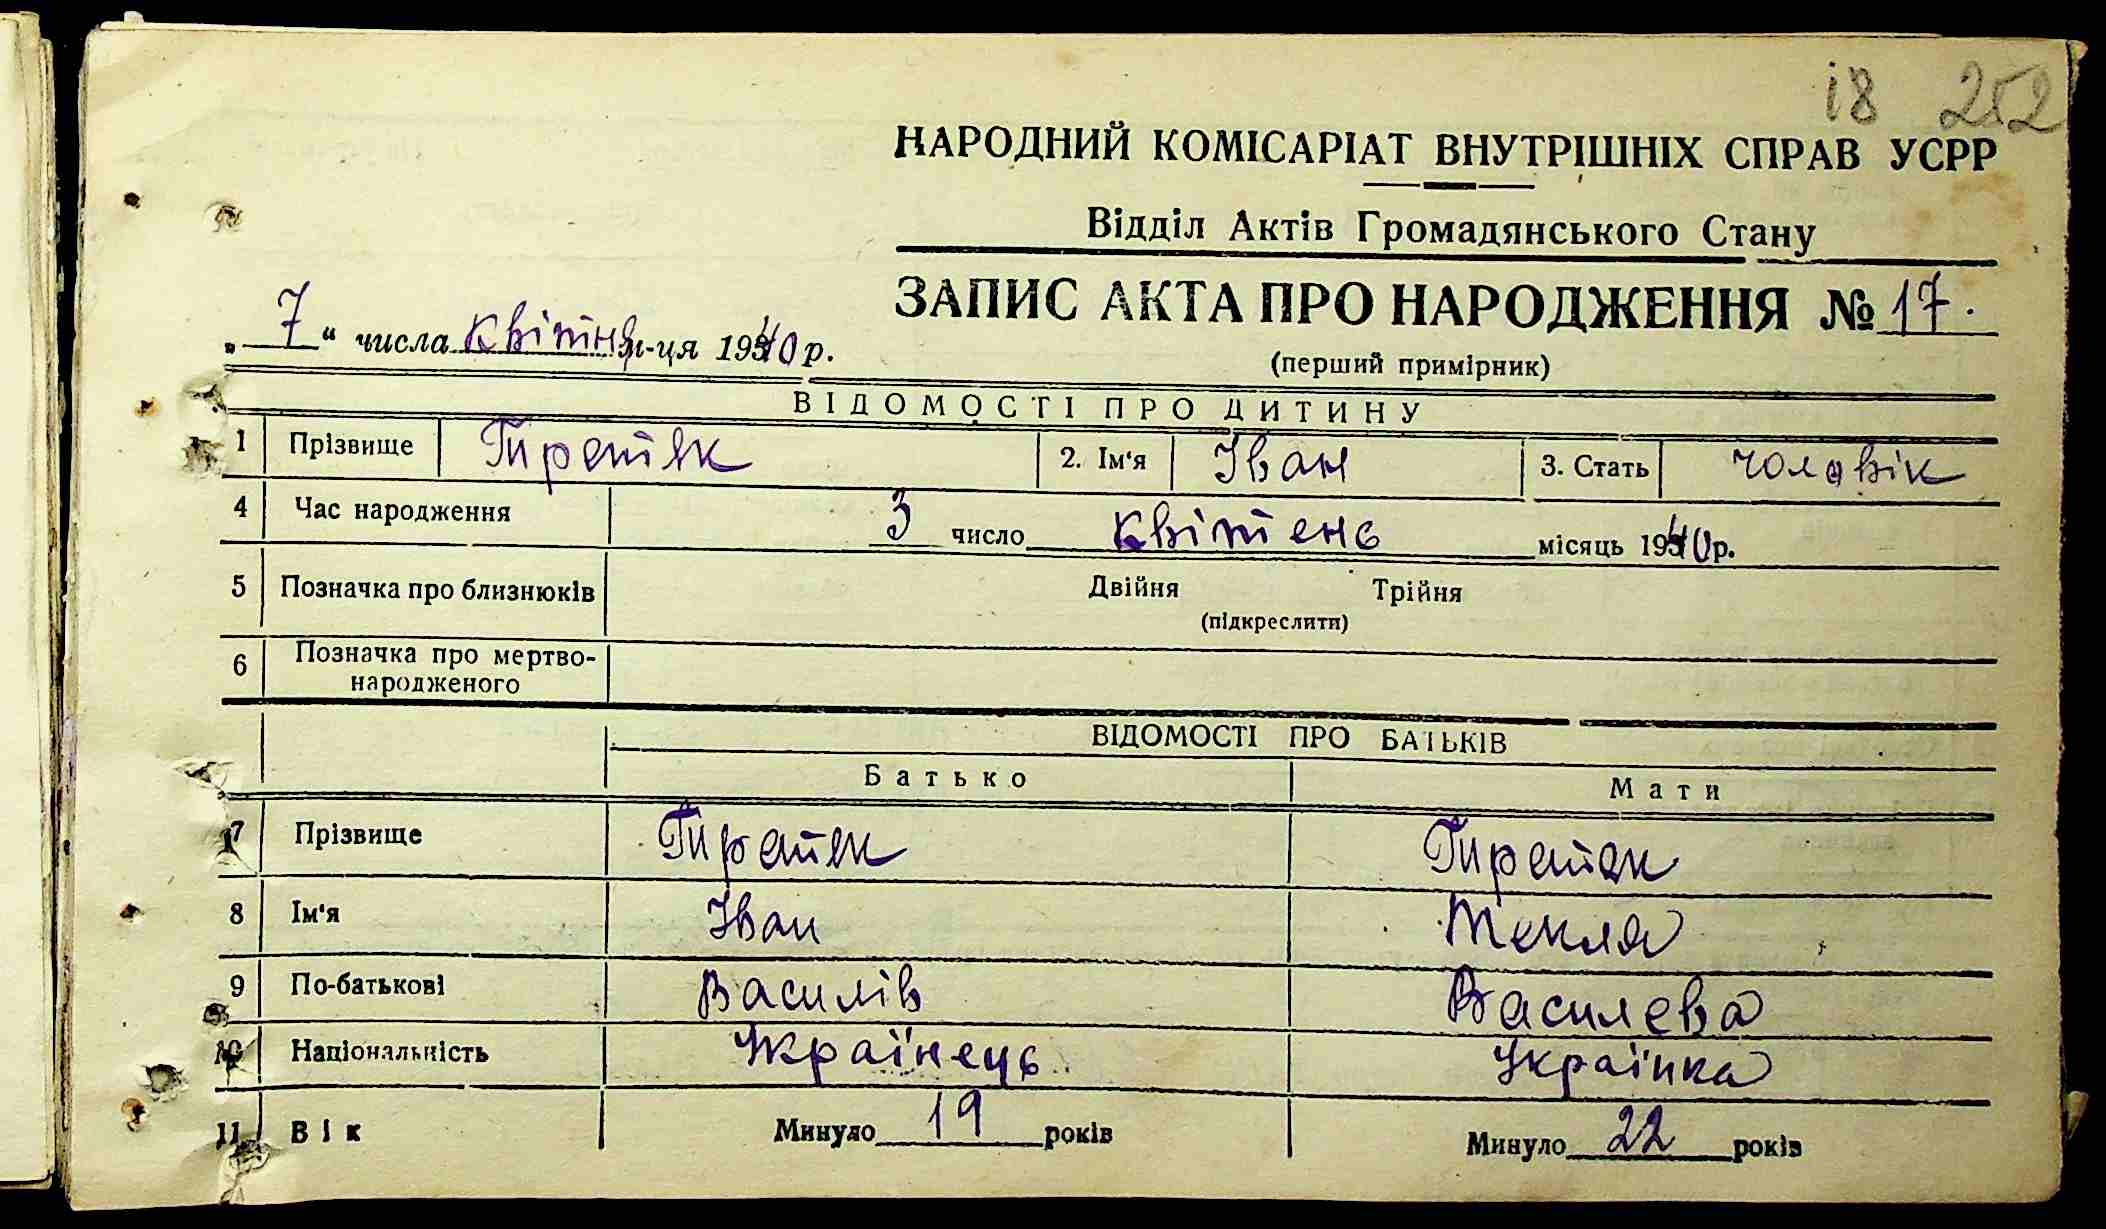 18 252
НАРОДНИЙ КОМІСАРІАТ ВНУТРІШНІХ СПРАВ УСРР
Відділ Актів Громадянського Стану
ЗАПИС АКТА ПРО НАРОДЖЕННЯ № 17.
„ 7 “ числа квітня м-ця 1940 р.
(перший примірник)
ВІДОМОСТІ ПРО ДИТИНУ
1 Прізвище Третяк 2. Ім'я Іван 3. Стать чоловік
4 Час народження 3 число квітень місяць 1940 р.
5 Позначка про близнюків Двійня Трійня
(підкреслити)
6 Позначка про мертво-
народженого
ВІДОМОСТІ ПРО БАТЬКІВ
Батько Мати
7 Прізвище Третяк Третяк
8 Ім'я Іван Текля
9 По-батькові Василів Василева
10 Національність Українець Українка
11 Вік Минуло 19 років Минуло 22 років